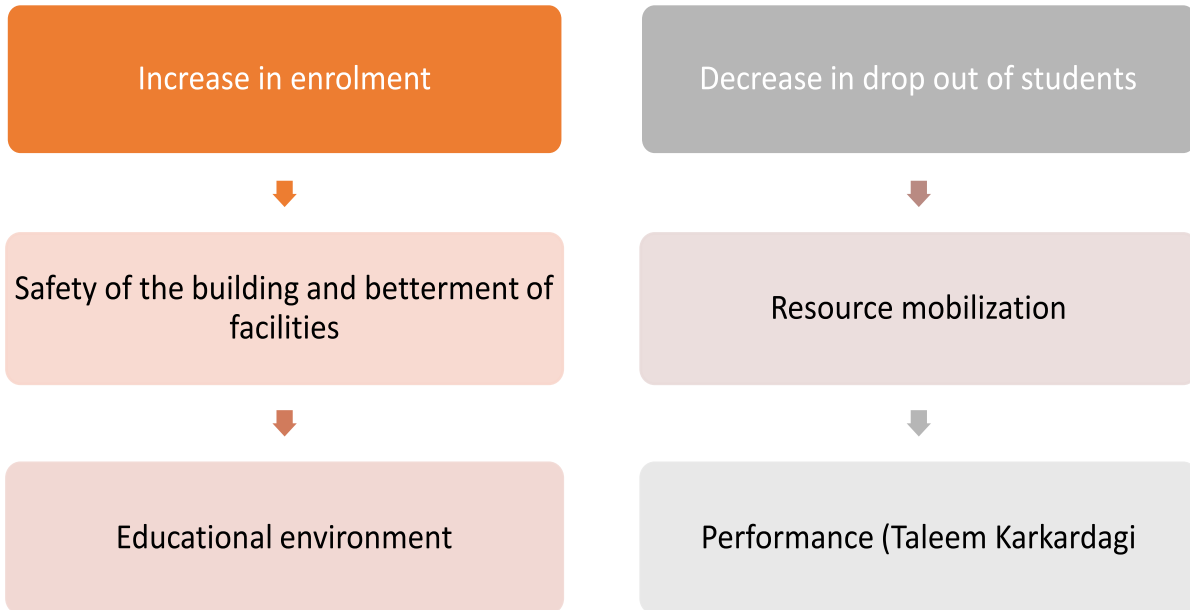 Increase in enrolment
Safety of the building and betterment of
facilities
Educational environment
Decrease in drop out of students
Resource mobilization
Performance (Taleem Karkardagi